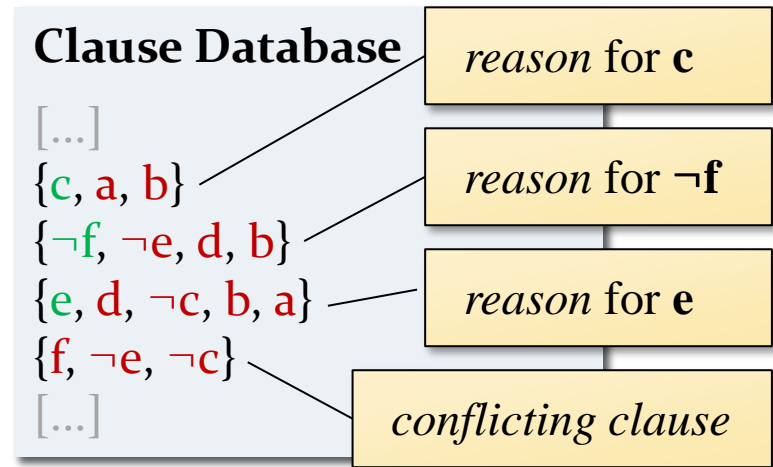 Clause Database
[...]
{c, a, b}
{¬f, ¬e, d, b}
{e, d, ¬c, b, a}
{f, ¬e, ¬c}
[...]
reason for c
reason for ¬f
reason for e
conflicting clause